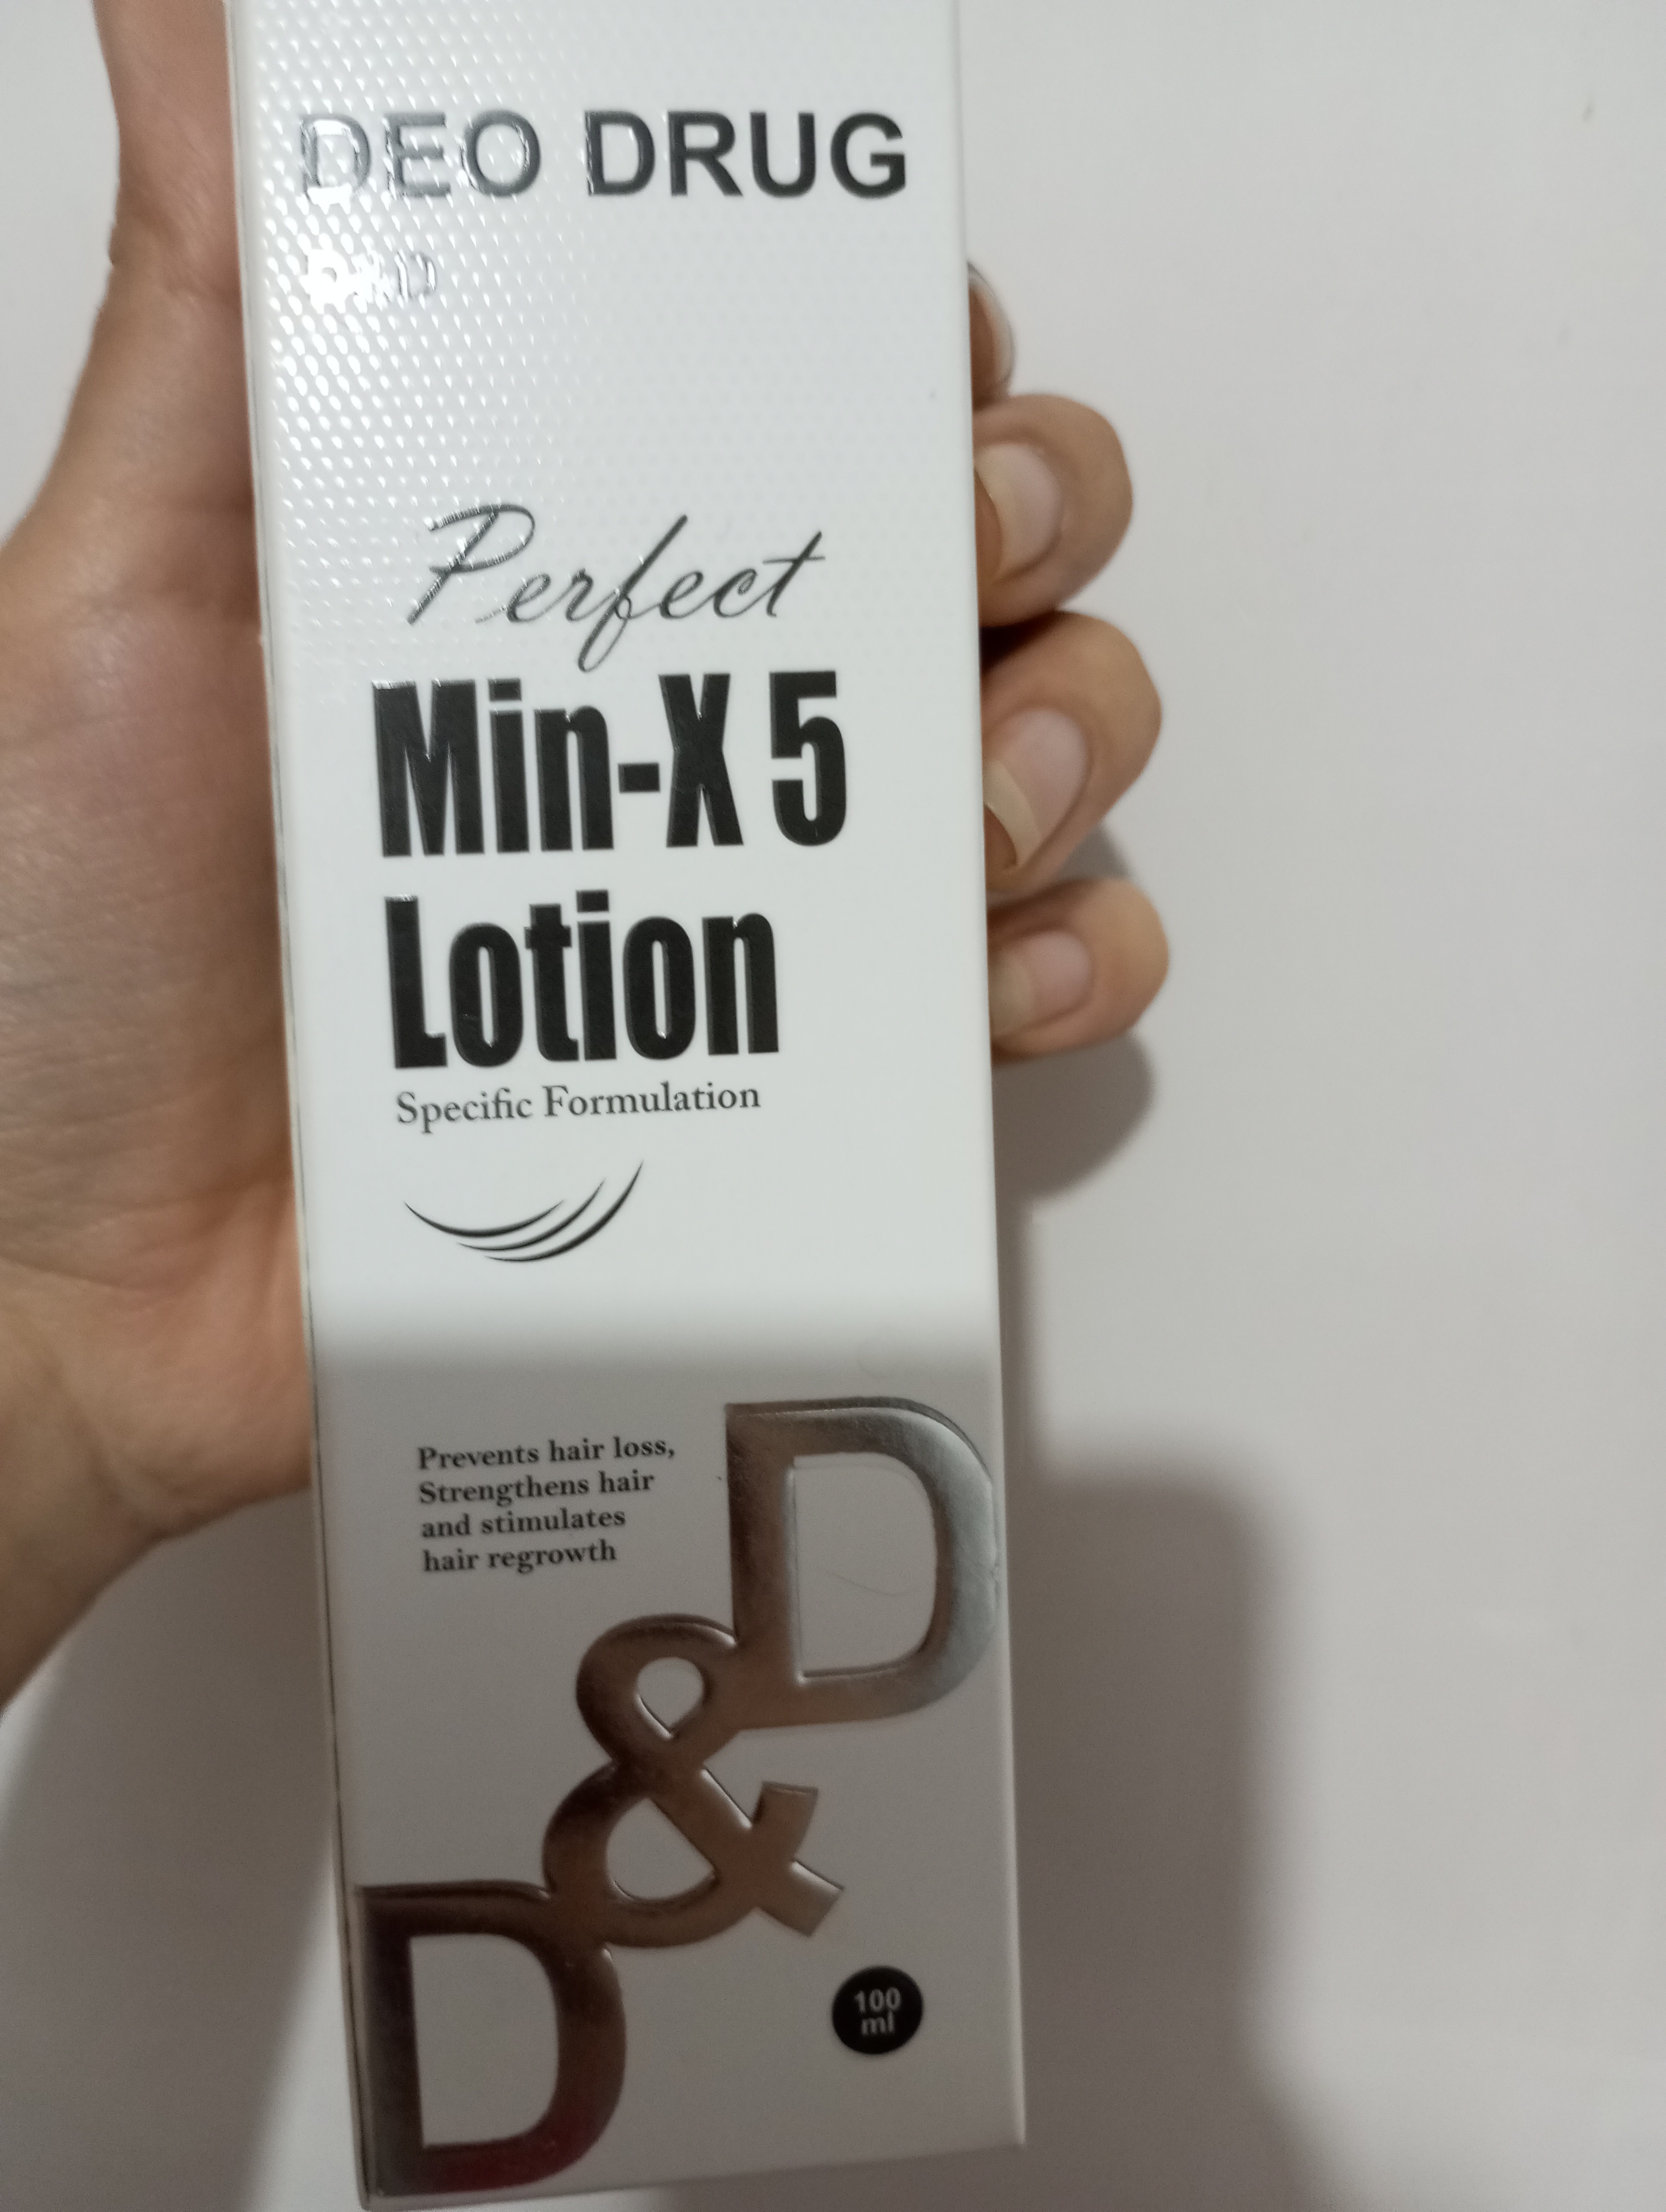 DEO DRUG
D&D
Perfect
Min-X 5
Lotion
Specific Formulation
Prevents hair loss,
Strengthens hair
and stimulates
hair regrowth
D&D
100
ml